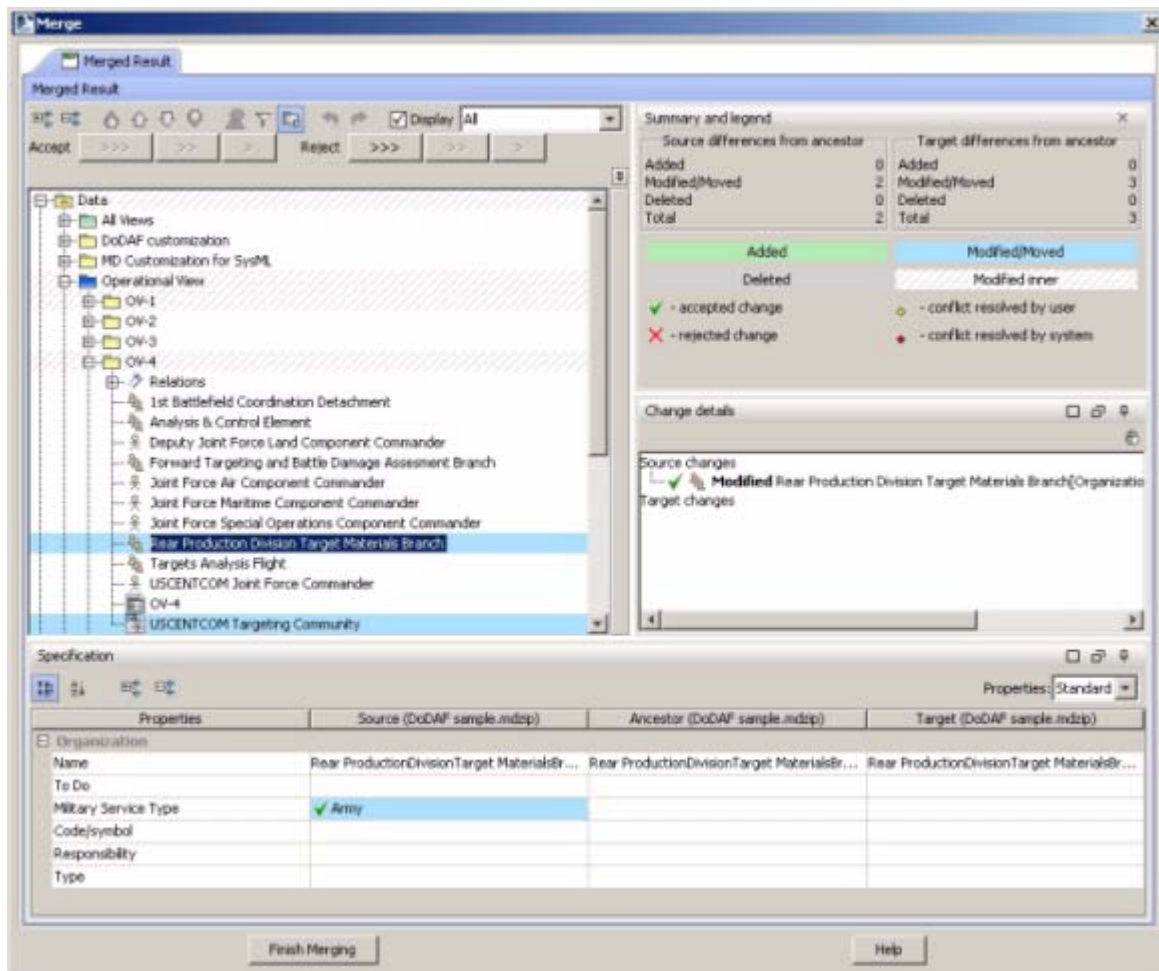 Merge
Merged Result
Merged Result
Display All
Accept >>> >> > Reject >>> >> >
Data
All Views
DoDAF customization
MD Customization for SysML
Operational View
OV-1
OV-2
OV-3
OV-4
Relations
1st Battlefield Coordination Detachment
Analysis & Control Element
Deputy Joint Force Land Component Commander
Forward Targeting and Battle Damage Assesment Branch
Joint Force Air Component Commander
Joint Force Maritime Component Commander
Joint Force Special Operations Component Commander
Rear Production Division Target Materials Branch
Targets Analysis Flight
USCENTCOM Joint Force Commander
OV-4
USCENTCOM Targeting Community
Summary and legend
Source differences from ancestor
Added 0
Modified/Moved 2
Deleted 0
Total 2
Target differences from ancestor
Added 0
Modified/Moved 3
Deleted 0
Total 3
Added Modified/Moved
Deleted Modified inner
- accepted change - conflict resolved by user
- rejected change - conflict resolved by system
Change details
Source changes
Modified Rear Production Division Target Materials Branch[Organizatio
Target changes
Specification
Properties: Standard
Properties Source (DoDAF sample.mdzip) Ancestor (DoDAF sample.mdzip) Target (DoDAF sample.mdzip)
Organization
Name Rear ProductionDivisionTarget MaterialsBr... Rear ProductionDivisionTarget MaterialsBr... Rear ProductionDivisionTarget MaterialsBr...
To Do
Military Service Type Army
Code/symbol
Responsibility
Type
Finish Merging Help